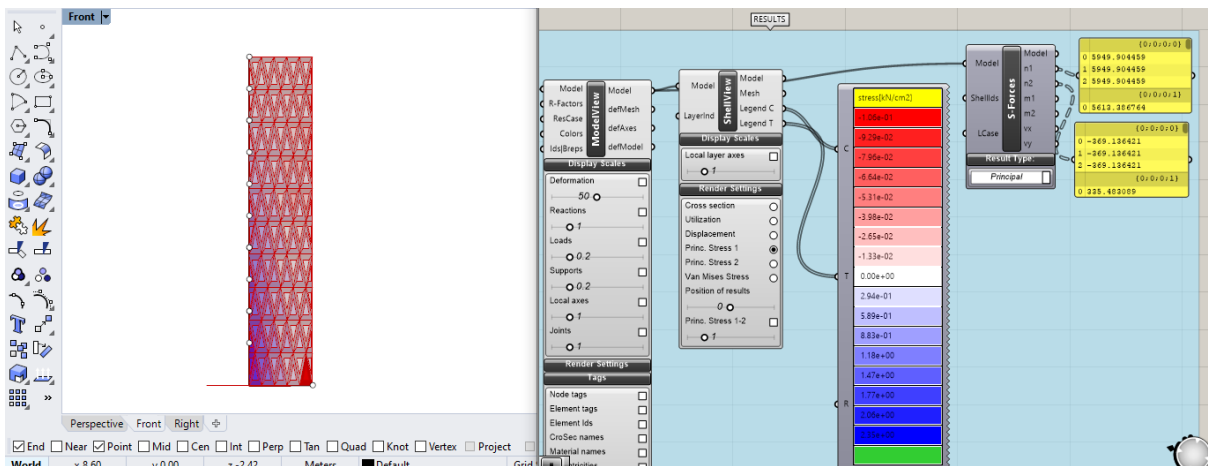 Front
Perspective
Front
Right
End
Near
Point
Mid
Cen
Int
Perp
Tan
Quad
Knot
Vertex
Project
World
x 8.60
y 0.00
z -2.42
Meters
Default
Grid
RESULTS
Model
R-Factors
ResCase
Colors
Ids|Breps
ModelView
Model
defMesh
defAxes
defModel
Display Scales
Deformation
50
Reactions
1
Loads
0.2
Supports
0.2
Local axes
1
Joints
1
Render Settings
Tags
Node tags
Element tags
Element Ids
CroSec names
Material names
Model
LayerInd
ShellView
Model
Mesh
Legend C
Legend T
Display Scales
Local layer axes
1
Render Settings
Cross section
Utilization
Displacement
Princ. Stress 1
Princ. Stress 2
Van Mises Stress
Position of results
0
Princ. Stress 1-2
1
C
T
R
stress[kN/cm2]
-1.06e-01
-9.29e-02
-7.96e-02
-6.64e-02
-5.31e-02
-3.98e-02
-2.65e-02
-1.33e-02
0.00e+00
2.94e-01
5.89e-01
8.83e-01
1.18e+00
1.47e+00
1.77e+00
2.06e+00
Model
ShellIds
LCase
S-Forces
Model
n1
n2
m1
m2
vx
vy
Result Type:
Principal
{0;0;0;0}
0 5949.904459
1 5949.904459
2 5949.904459
{0;0;0;1}
0 5613.386764
{0;0;0;0}
0 -369.136421
1 -369.136421
2 -369.136421
{0;0;0;1}
0 335.483089